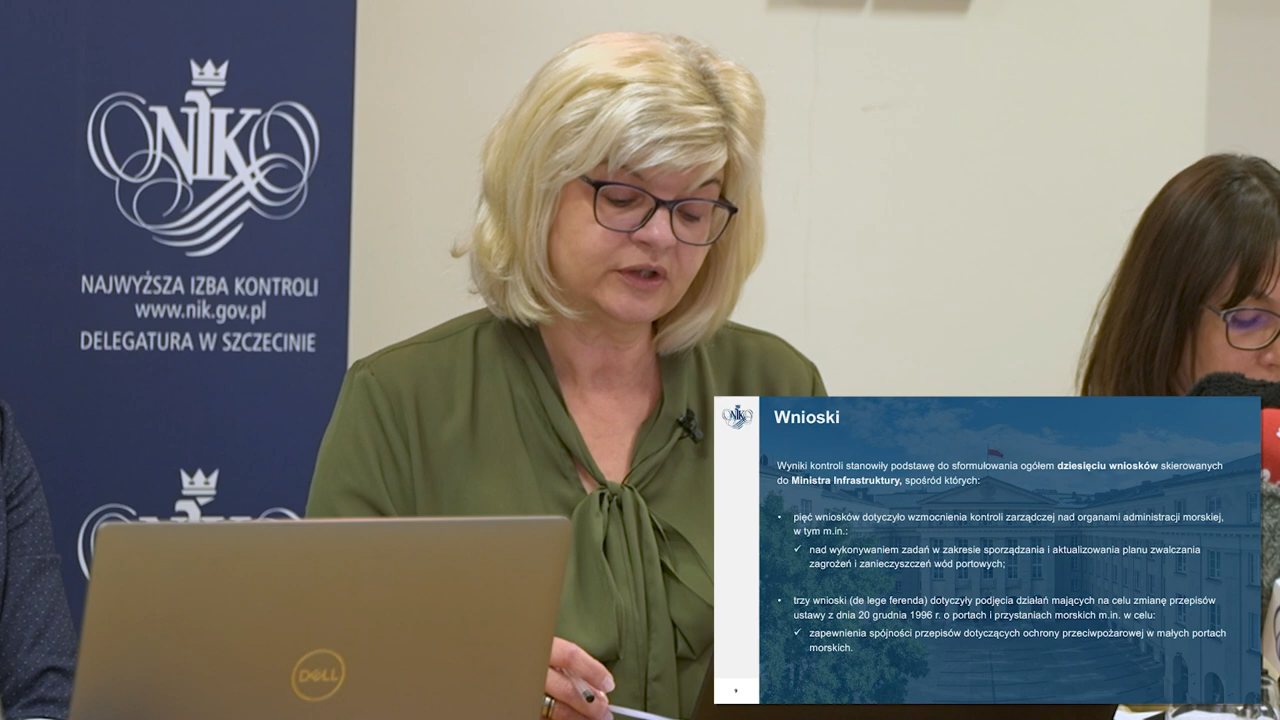 NIK
NAJWYŻSZA IZBA KONTROLI
www.nik.gov.pl
DELEGATURA W SZCZECINIE
DELL
NIK
Wnioski
Wyniki kontroli stanowiły podstawę do sformułowania ogółem dziesięciu wniosków skierowanych
do Ministra Infrastruktury, spośród których:
• pięć wniosków dotyczyło wzmocnienia kontroli zarządczej nad organami administracji morskiej,
w tym m.in.:
✓ nad wykonywaniem zadań w zakresie sporządzania i aktualizowania planu zwalczania
zagrożeń i zanieczyszczeń wód portowych;
• trzy wnioski (de lege ferenda) dotyczyły podjęcia działań mających na celu zmianę przepisów
ustawy z dnia 20 grudnia 1996 r. o portach i przystaniach morskich m.in. w celu:
✓ zapewnienia spójności przepisów dotyczących ochrony przeciwpożarowej w małych portach
morskich.
9